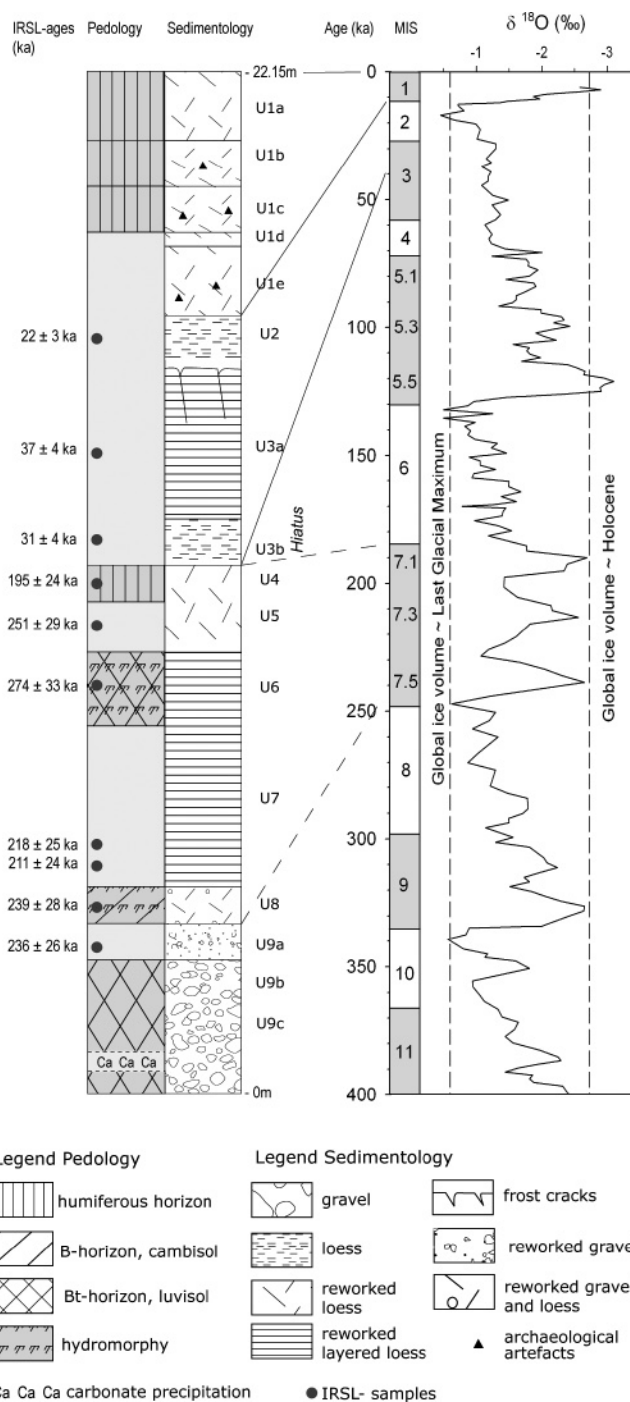 IRSL-ages (ka) Pedology Sedimentology Age (ka) MIS δ 18O (‰)
-1 -2 -3
22.15m 0
U1a 1
2
U1b
3
U1c 50
U1d 4
U1e 5.1
22 ± 3 ka U2 100 5.3
5.5
37 ± 4 ka U3a 150 6
31 ± 4 ka U3b Hiatus
195 ± 24 ka U4 7.1
200
251 ± 29 ka U5 7.3
274 ± 33 ka U6 7.5
250
U7 8
218 ± 25 ka 300
211 ± 24 ka 9
239 ± 28 ka U8
236 ± 26 ka U9a
U9b 350 10
U9c 11
Ca Ca Ca
0m 400
Global ice volume ~ Last Glacial Maximum
Global ice volume ~ Holocene
Legend Pedology
humiferous horizon
B-horizon, cambisol
Bt-horizon, luvisol
hydromorphy
Ca Ca Ca carbonate precipitation
Legend Sedimentology
gravel
loess
reworked
loess
reworked
layered loess
IRSL- samples
frost cracks
reworked grave
reworked grave
and loess
archaeological
artefacts